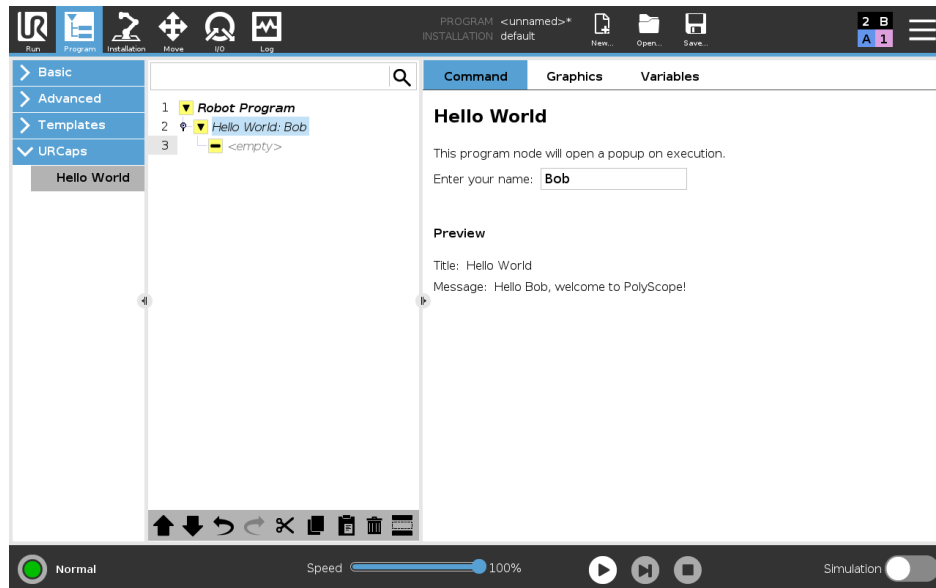 UR
PROGRAM <unnamed>*
INSTALLATION default
2 B
A 1
Run Program Installation Move I/O Log New... Open... Save...
Basic
Advanced
Templates
URCaps
Hello World
1 Robot Program
2 Hello World: Bob
3 <empty>
Command Graphics Variables
Hello World
This program node will open a popup on execution.
Enter your name: Bob
Preview
Title: Hello World
Message: Hello Bob, welcome to PolyScope!
Normal Speed 100% Simulation